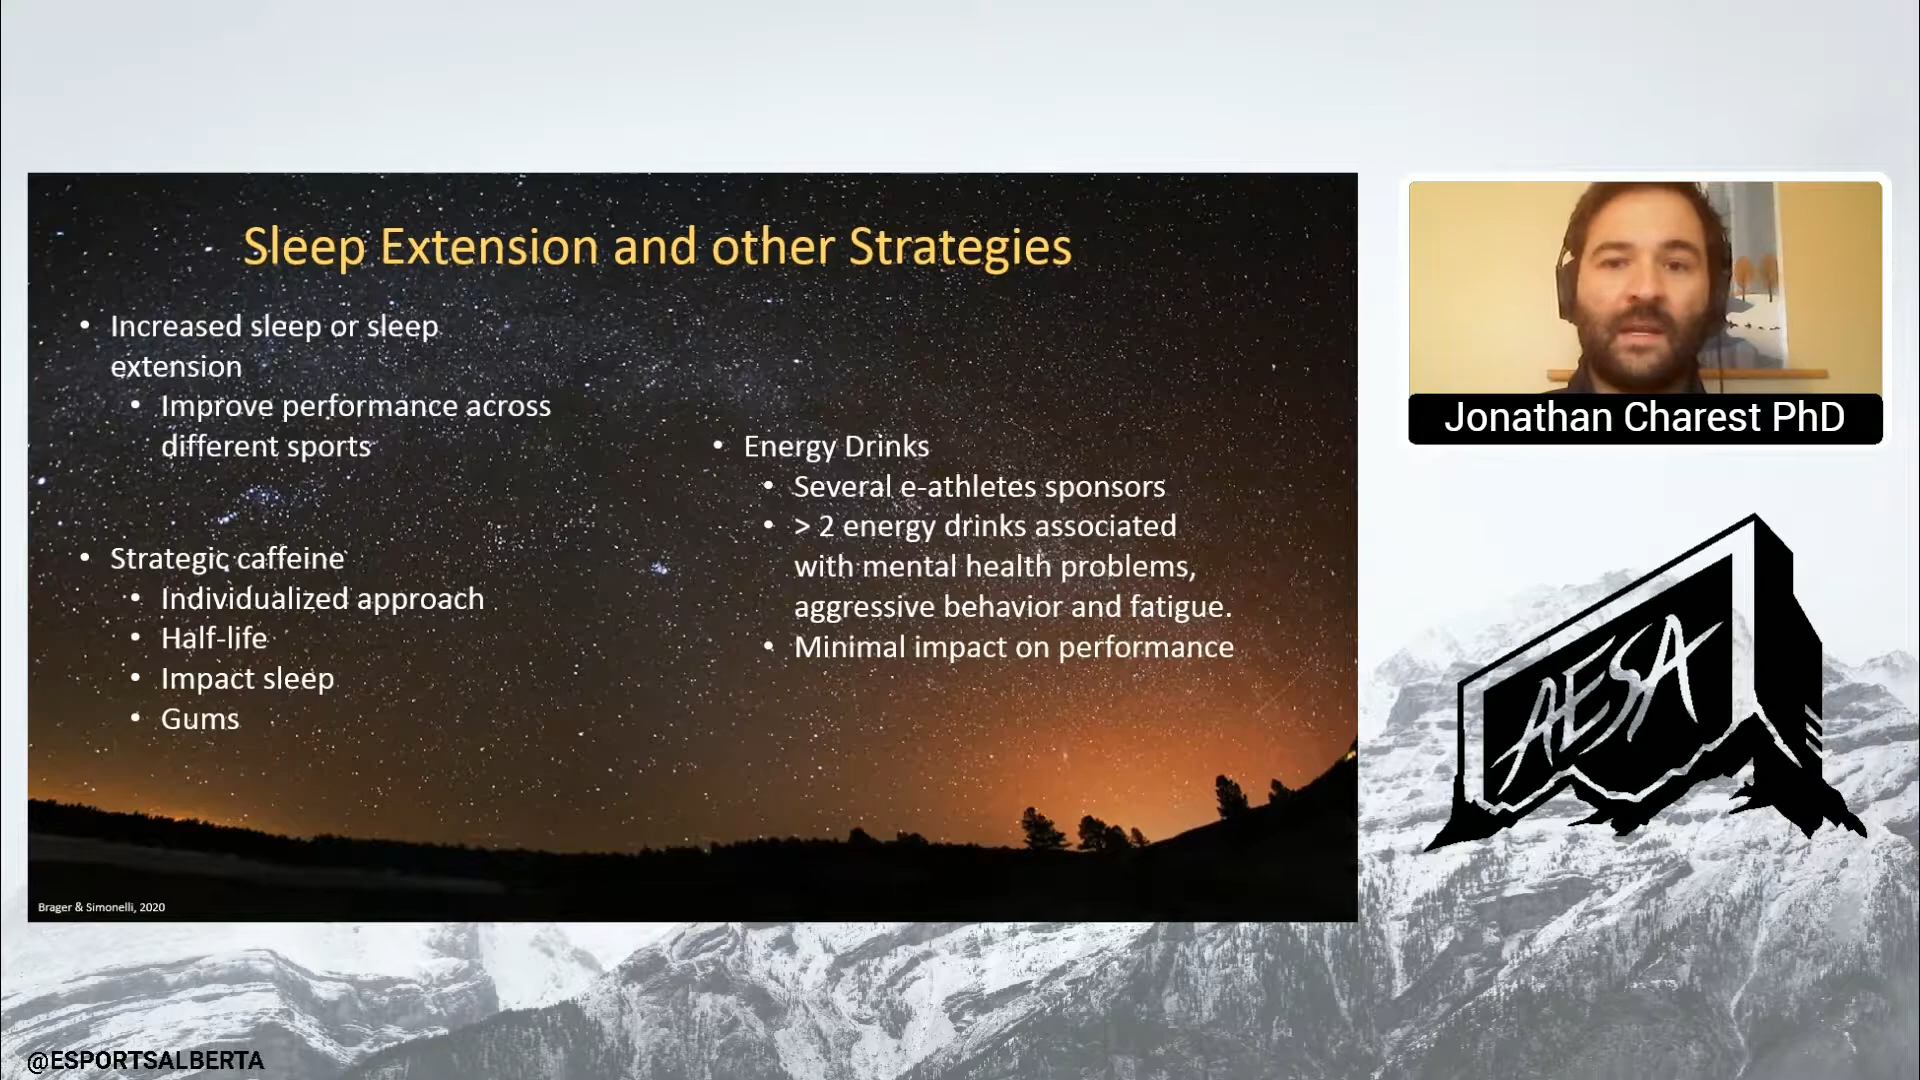 Sleep Extension and other Strategies
• Increased sleep or sleep
extension
• Improve performance across
different sports
• Strategic caffeine
• Individualized approach
• Half-life
• Impact sleep
• Gums
• Energy Drinks
• Several e-athletes sponsors
• > 2 energy drinks associated
with mental health problems,
aggressive behavior and fatigue.
• Minimal impact on performance
Brager & Simonelli, 2020
Jonathan Charest PhD
AESA
@ESPORTSALBERTA